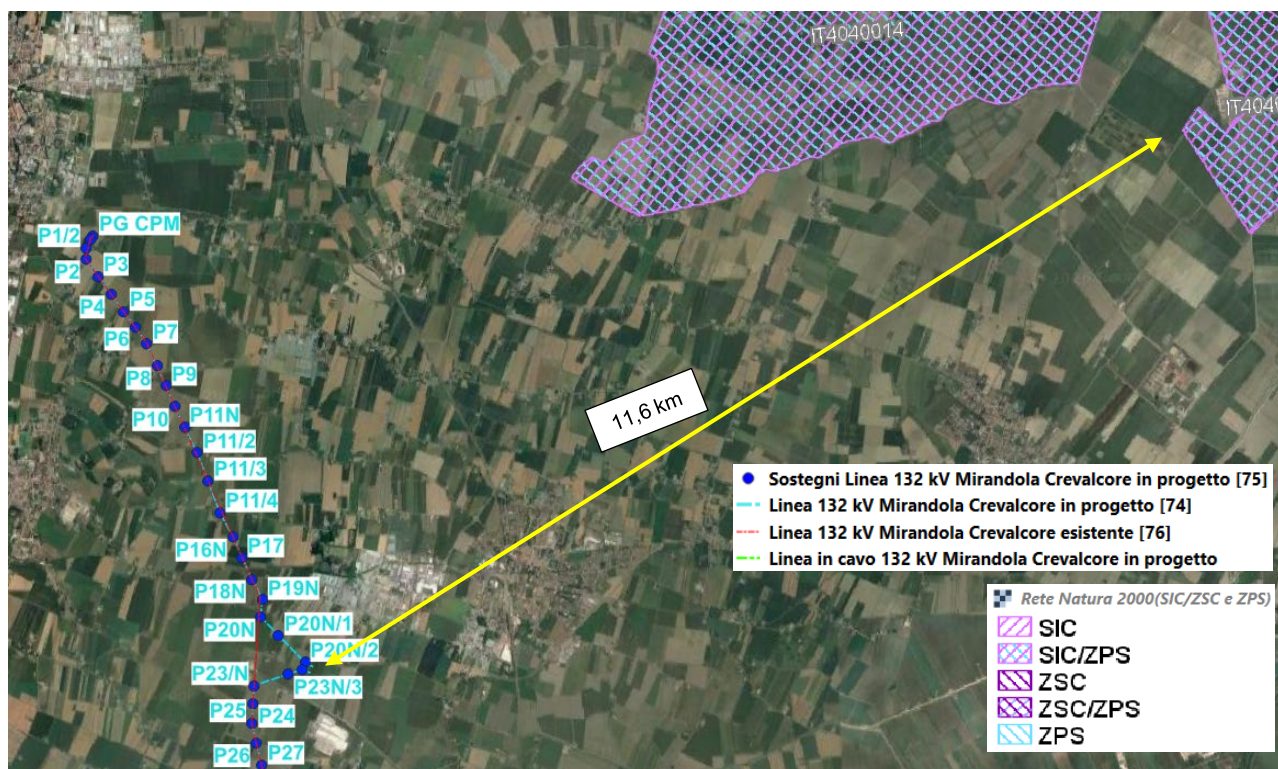 IT4040014
IT404
PG CPM
P1/2
P2
P3
P4
P5
P6
P7
P8
P9
P10
P11N
P11/2
P11/3
P11/4
P16N
P17
P18N
P19N
P20N
P20N/1
P20N/2
P23/N
P23N/3
P25
P24
P26
P27
11,6 km
Sostegni Linea 132 kV Mirandola Crevalcore in progetto [75]
Linea 132 kV Mirandola Crevalcore in progetto [74]
Linea 132 kV Mirandola Crevalcore esistente [76]
Linea in cavo 132 kV Mirandola Crevalcore in progetto
Rete Natura 2000(SIC/ZSC e ZPS)
SIC
SIC/ZPS
ZSC
ZSC/ZPS
ZPS